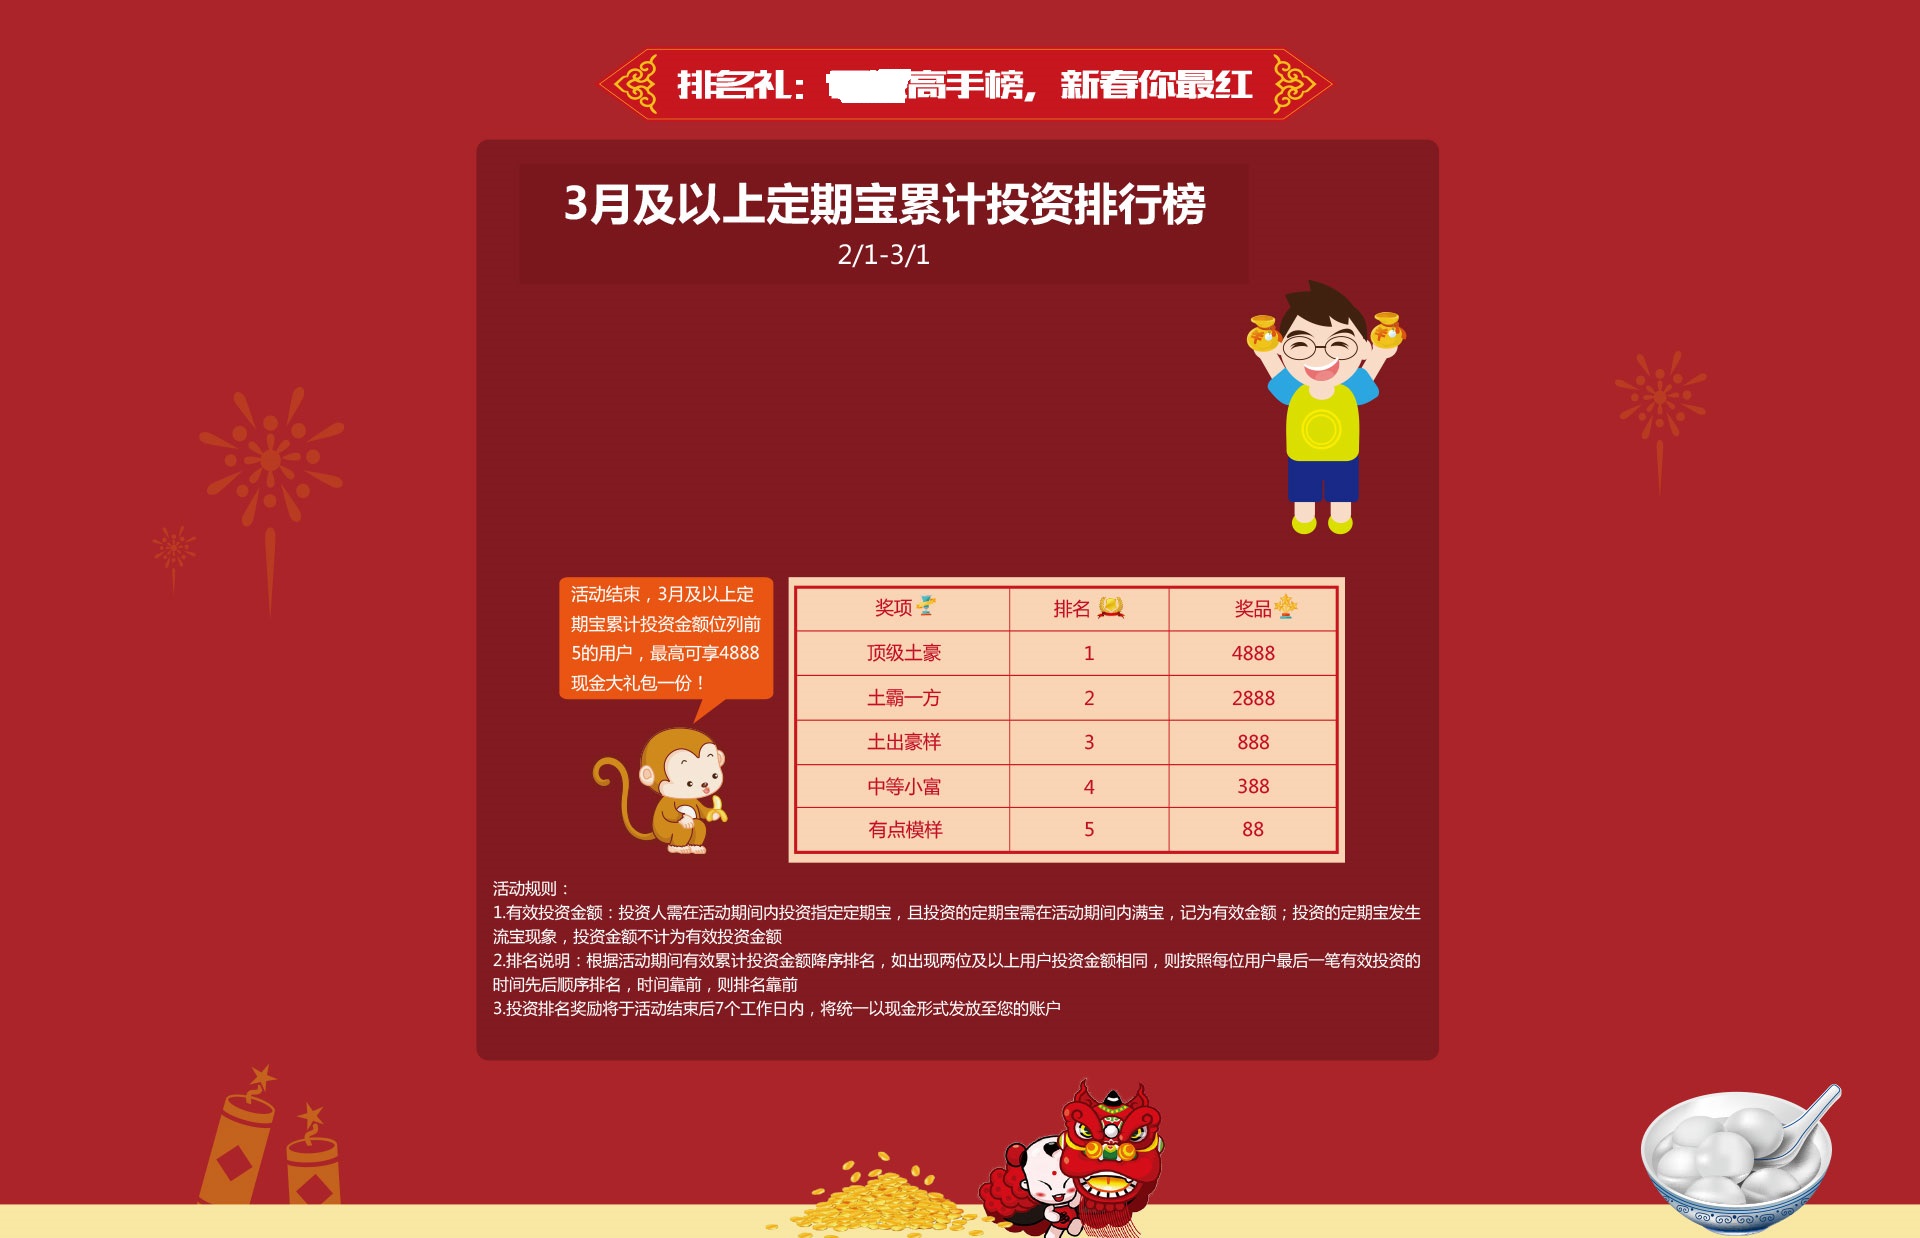 排名礼：高手榜，新春你最红
3月及以上定期宝累计投资排行榜
2/1-3/1
活动结束，3月及以上定
期宝累计投资金额位列前
5的用户，最高可享4888
现金大礼包一份！
奖项 排名 奖品
顶级土豪 1 4888
土霸一方 2 2888
土出豪样 3 888
中等小富 4 388
有点模样 5 88
活动规则：
1.有效投资金额：投资人需在活动期间内投资指定定期宝，且投资的定期宝需在活动期间内满宝，记为有效金额；投资的定期宝发生
流宝现象，投资金额不计为有效投资金额
2.排名说明：根据活动期间有效累计投资金额降序排名，如出现两位及以上用户投资金额相同，则按照每位用户最后一笔有效投资的
时间先后顺序排名，时间靠前，则排名靠前
3.投资排名奖励将于活动结束后7个工作日内，将统一以现金形式发放至您的账户